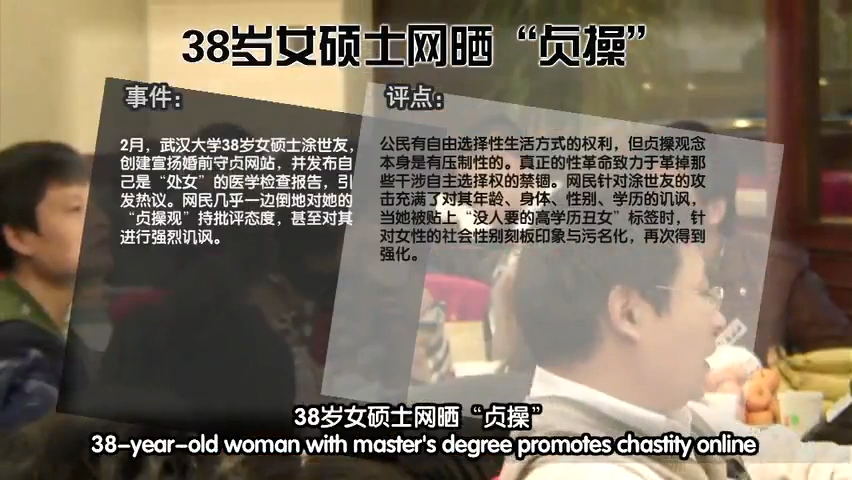 38岁女硕士网晒“贞操”
事件：
2月，武汉大学38岁女硕士涂世友，
创建宣扬婚前守贞网站，并发布自
己是“处女”的医学检查报告，引
发热议。网民几乎一边倒地对她的
“贞操观”持批评态度，甚至对其
进行强烈讥讽。
评点：
公民有自由选择性生活方式的权利，但贞操观念
本身是有压制性的。真正的性革命致力于革掉那
些干涉自主选择权的禁锢。网民针对涂世友的攻
击充满了对其年龄、身体、性别、学历的讥讽，
当她被贴上“没人要的高学历丑女”标签时，针
对女性的社会性别刻板印象与污名化，再次得到
强化。
38岁女硕士网晒“贞操”
38-year-old woman with master's degree promotes chastity online